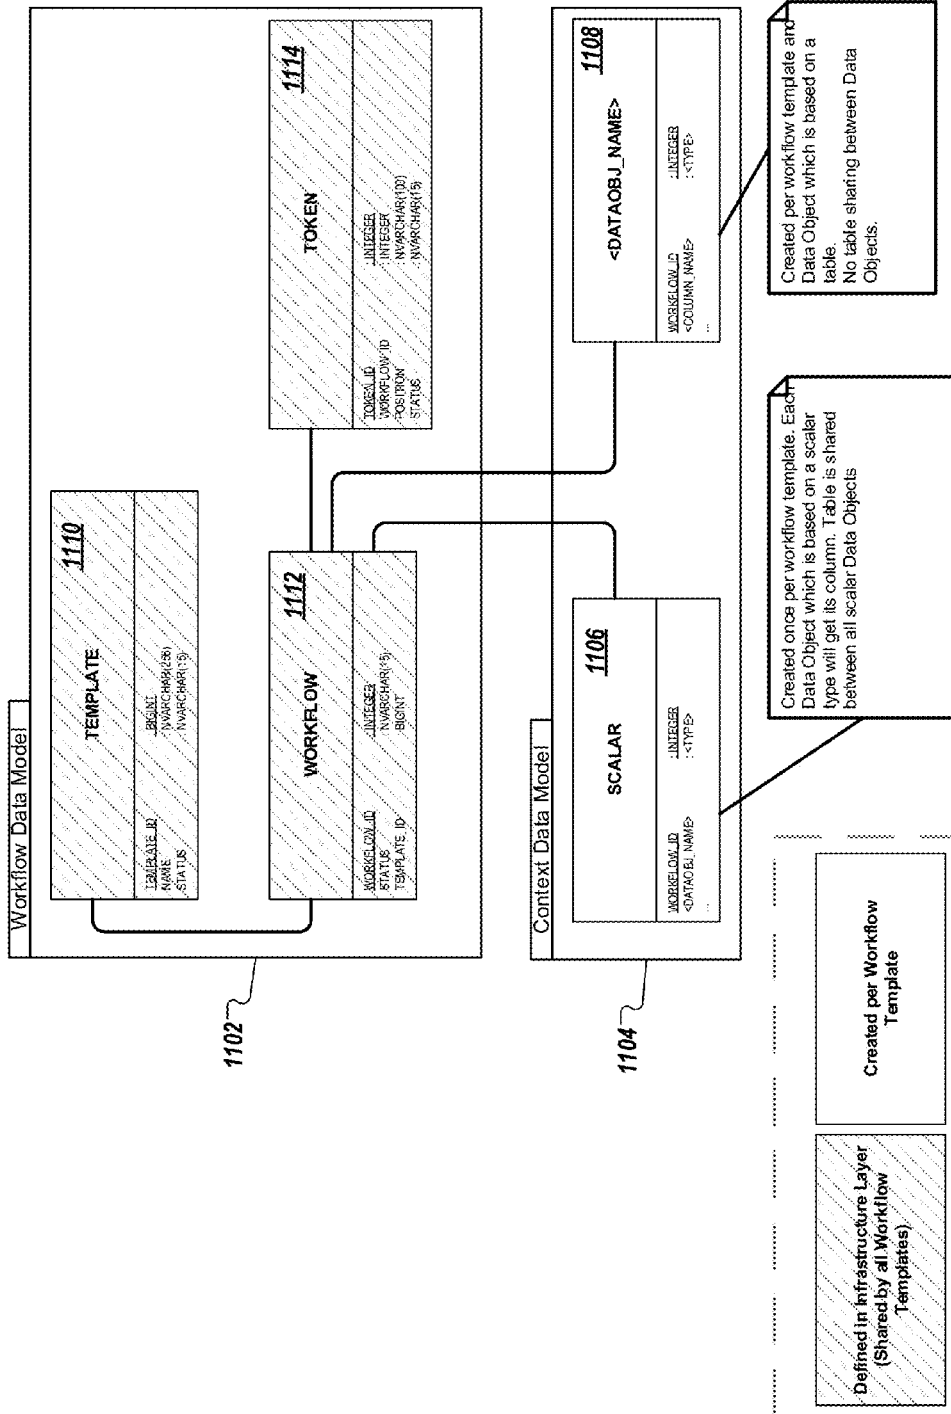 Workflow Data Model
1102
TEMPLATE
1110
TEMPLATE_ID : BIGINT
NAME : NVARCHAR(256)
STATUS : NVARCHAR(15)
WORKFLOW
1112
WORKFLOW_ID : INTEGER
STATUS : NVARCHAR(15)
TEMPLATE_ID : BIGINT
TOKEN
1114
TOKEN_ID : INTEGER
WORKFLOW_ID : INTEGER
POSITION : NVARCHAR(100)
STATUS : NVARCHAR(15)
Context Data Model
1104
SCALAR
1106
WORKFLOW_ID : INTEGER
<DATAOBJ_NAME> : <TYPE>
...
<DATAOBJ_NAME>
1108
WORKFLOW_ID : INTEGER
<COLUMN_NAME> : <TYPE>
...
Created once per workflow template. Each
Data Object which is based on a scalar
type will get its column. Table is shared
between all scalar Data Objects
Created per workflow template and
Data Object which is based on a
table.
No table sharing between Data
Objects.
Defined in Infrastructure Layer
(Shared by all Workflow
Templates)
Created per Workflow
Template